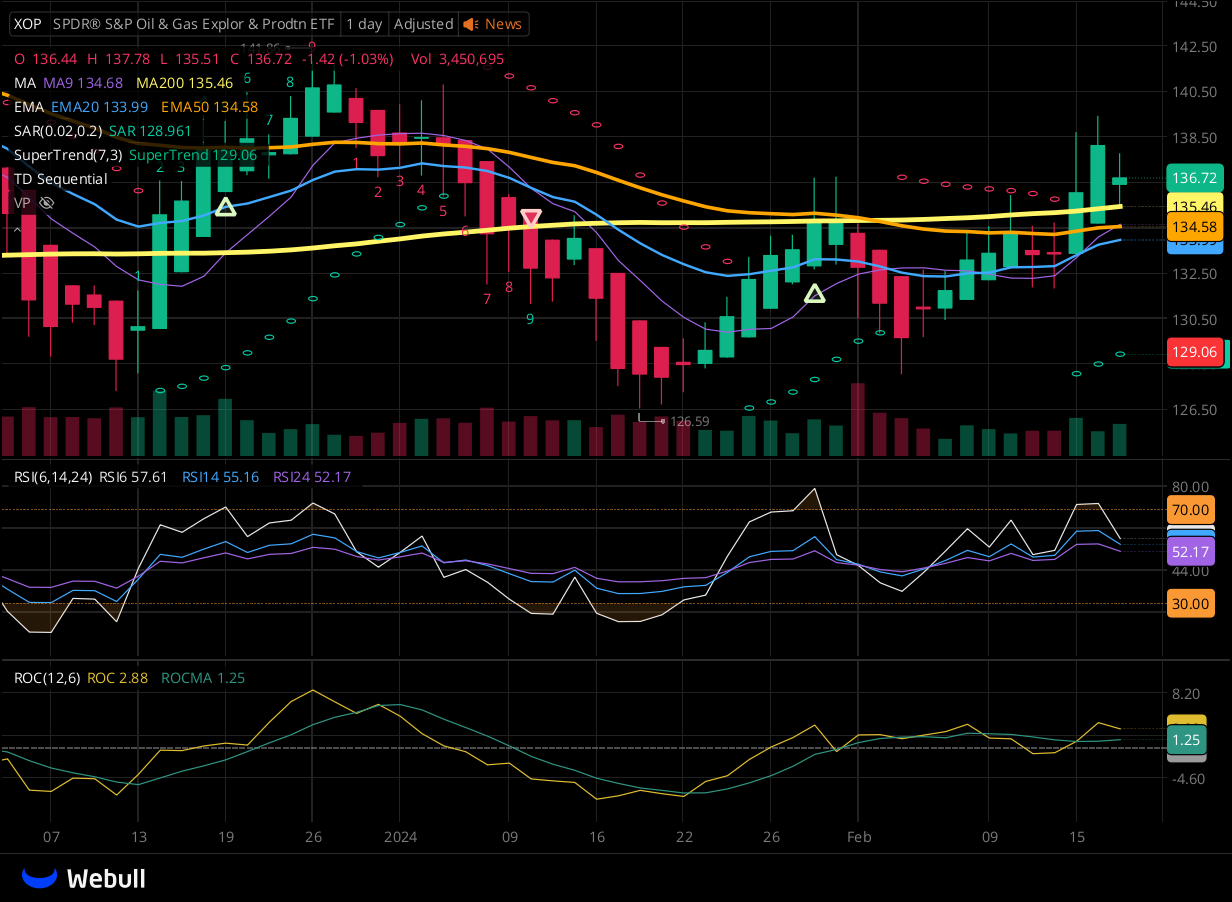 XOP SPDR® S&P Oil & Gas Explor & Prodtn ETF 1 day Adjusted News
O 136.44 H 137.78 L 135.51 C 136.72 -1.42 (-1.03%) Vol 3,450,695
MA MA9 134.68 MA200 135.46
EMA EMA20 133.99 EMA50 134.58
SAR(0.02,0.2) SAR 128.961
SuperTrend(7,3) SuperTrend 129.06
TD Sequential
VP
6
8
7
2
3
1
1
2
3
4
5
6
7
8
9
126.59
144.50
142.50
140.50
138.50
136.72
135.46
134.58
132.50
130.50
129.06
126.50
RSI(6,14,24) RSI6 57.61 RSI14 55.16 RSI24 52.17
80.00
70.00
52.17
44.00
30.00
ROC(12,6) ROC 2.88 ROCMA 1.25
8.20
1.25
-4.60
07 13 19 26 2024 09 16 22 26 Feb 09 15
Webull